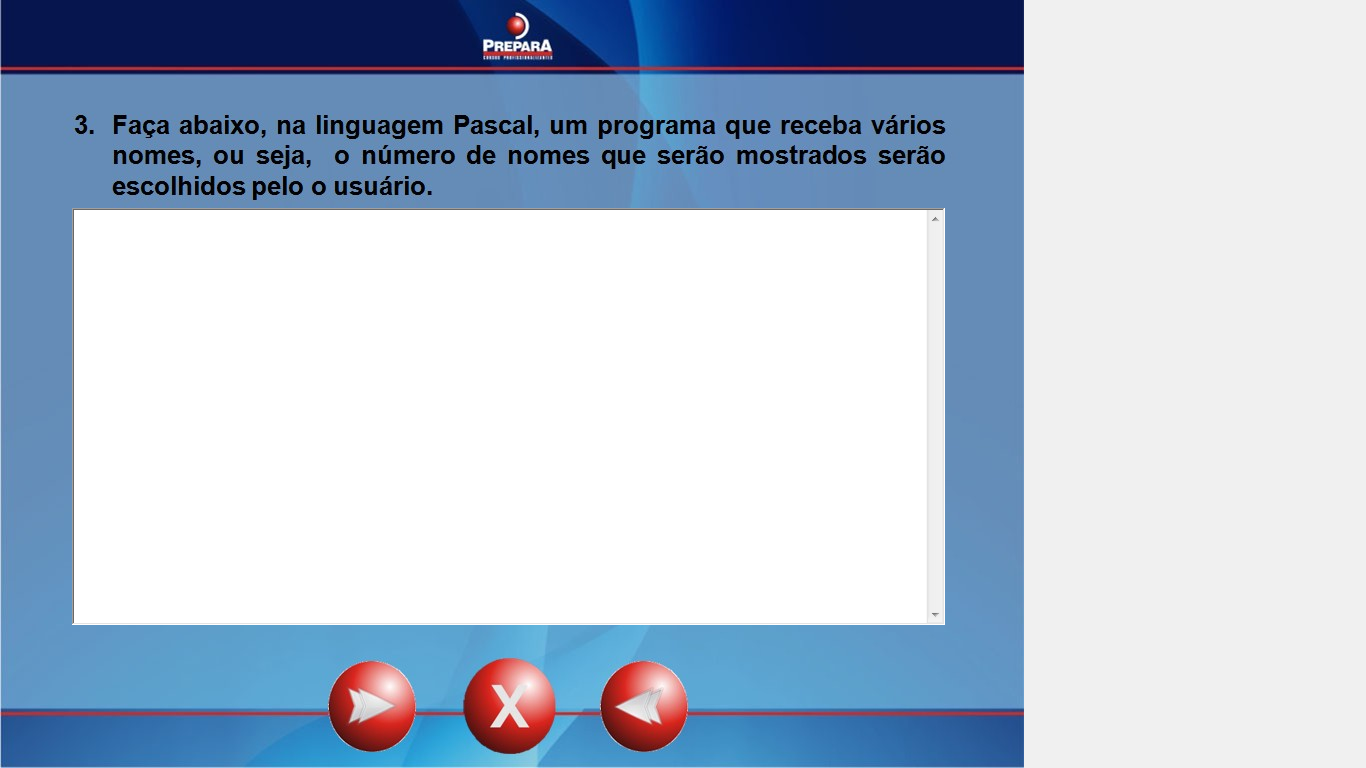 PREPARA
CURSOS PROFISSIONALIZANTES
3. Faça abaixo, na linguagem Pascal, um programa que receba vários
nomes, ou seja, o número de nomes que serão mostrados serão
escolhidos pelo o usuário.
X